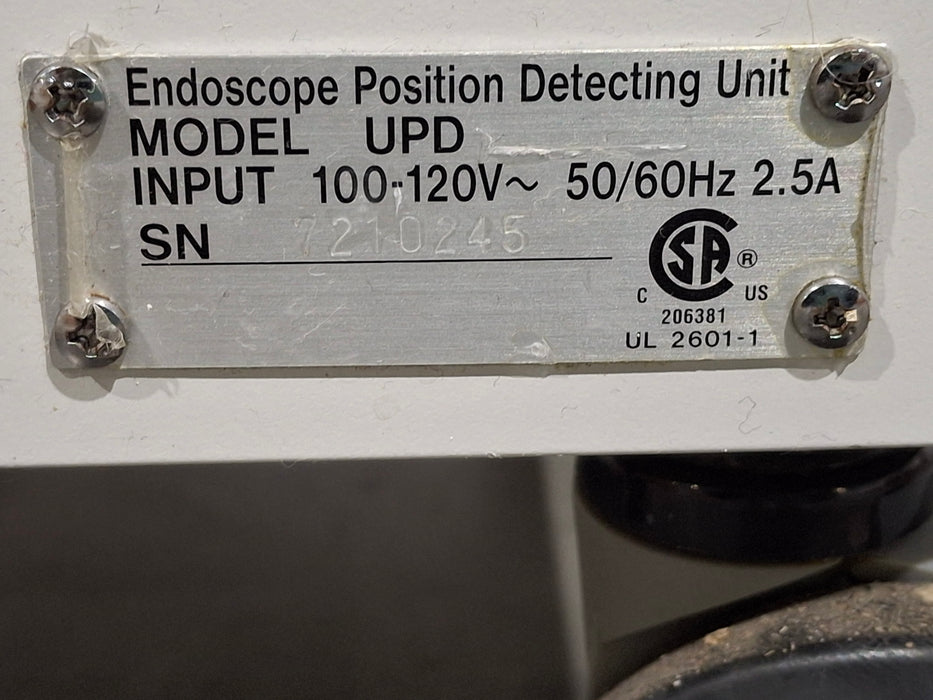 Endoscope Position Detecting Unit
MODEL UPD
INPUT 100-120V~ 50/60Hz 2.5A
SN 7210245
CSA ®
C US
206381
UL 2601-1